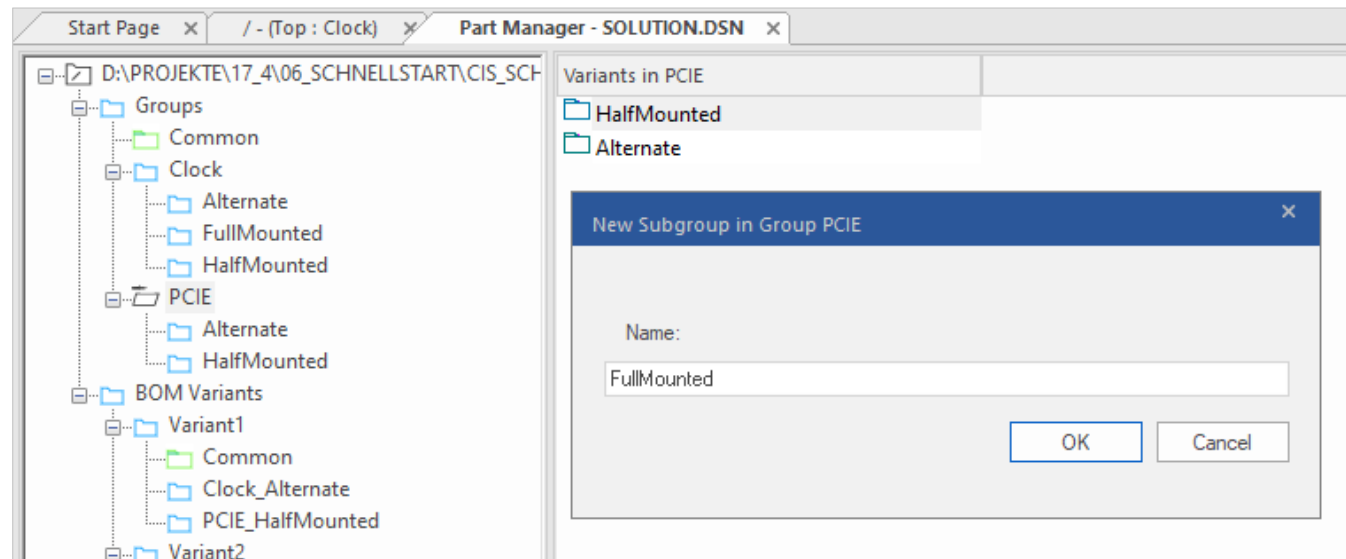 Start Page
/ - (Top : Clock)
Part Manager - SOLUTION.DSN
D:\PROJEKTE\17_4\06_SCHNELLSTART\CIS_SCH
Groups
Common
Clock
Alternate
FullMounted
HalfMounted
PCIE
Alternate
HalfMounted
BOM Variants
Variant1
Common
Clock_Alternate
PCIE_HalfMounted
Variant2
Variants in PCIE
HalfMounted
Alternate
New Subgroup in Group PCIE
Name:
FullMounted
OK
Cancel